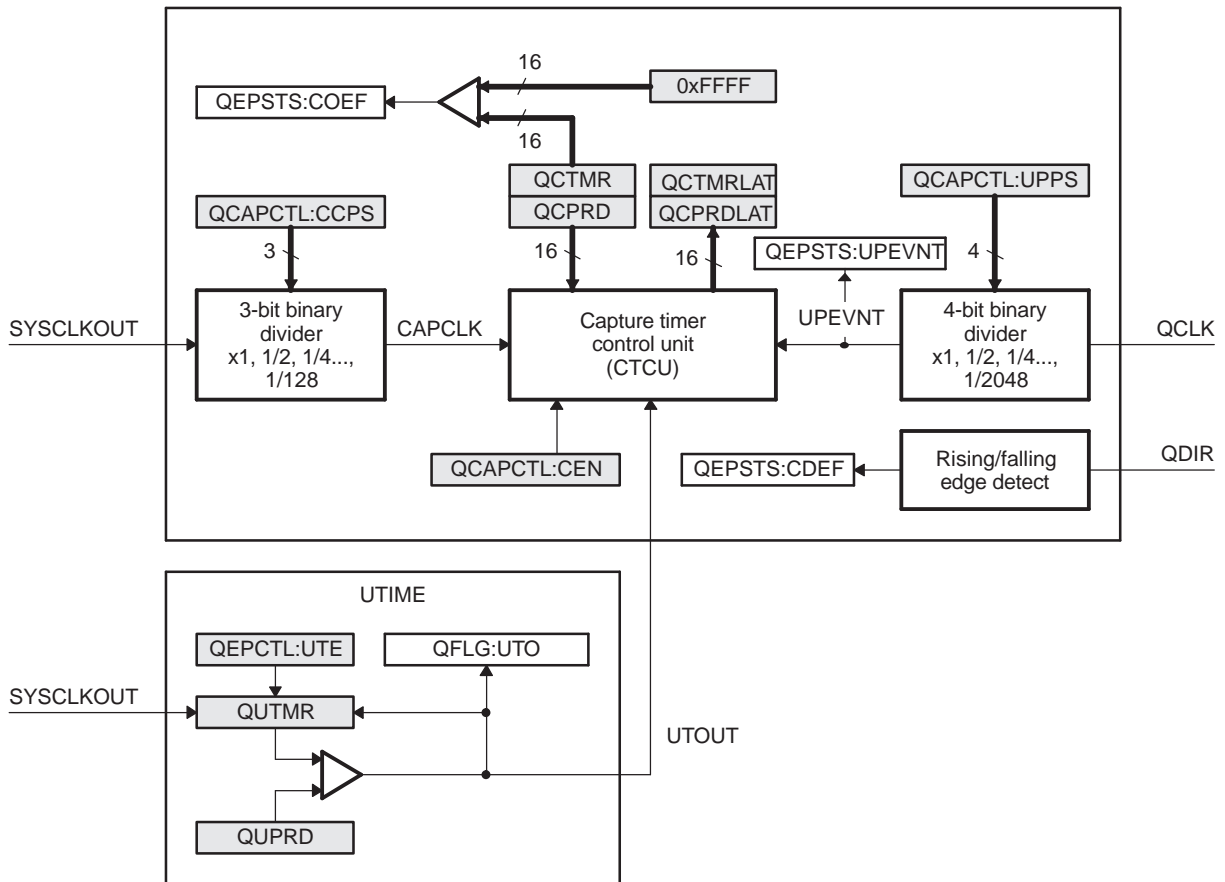 16
0xFFFF
QEPSTS:COEF
16
QCTMR
QCTMRLAT
QCAPCTL:UPPS
QCAPCTL:CCPS
QCPRD
QCPRDLAT
3
16
16
QEPSTS:UPEVNT
4
SYSCLKOUT
3-bit binary
divider
x1, 1/2, 1/4...,
1/128
CAPCLK
Capture timer
control unit
(CTCU)
UPEVNT
4-bit binary
divider
x1, 1/2, 1/4...,
1/2048
QCLK
QCAPCTL:CEN
QEPSTS:CDEF
Rising/falling
edge detect
QDIR
UTIME
QEPCTL:UTE
QFLG:UTO
SYSCLKOUT
QUTMR
UTOUT
QUPRD